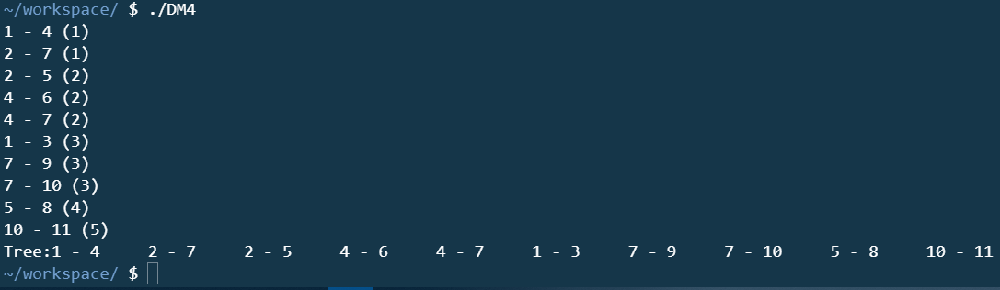 ~/workspace/ $ ./DM4
1 - 4 (1)
2 - 7 (1)
2 - 5 (2)
4 - 6 (2)
4 - 7 (2)
1 - 3 (3)
7 - 9 (3)
7 - 10 (3)
5 - 8 (4)
10 - 11 (5)
Tree:1 - 4     2 - 7     2 - 5     4 - 6     4 - 7     1 - 3     7 - 9     7 - 10     5 - 8     10 - 11
~/workspace/ $